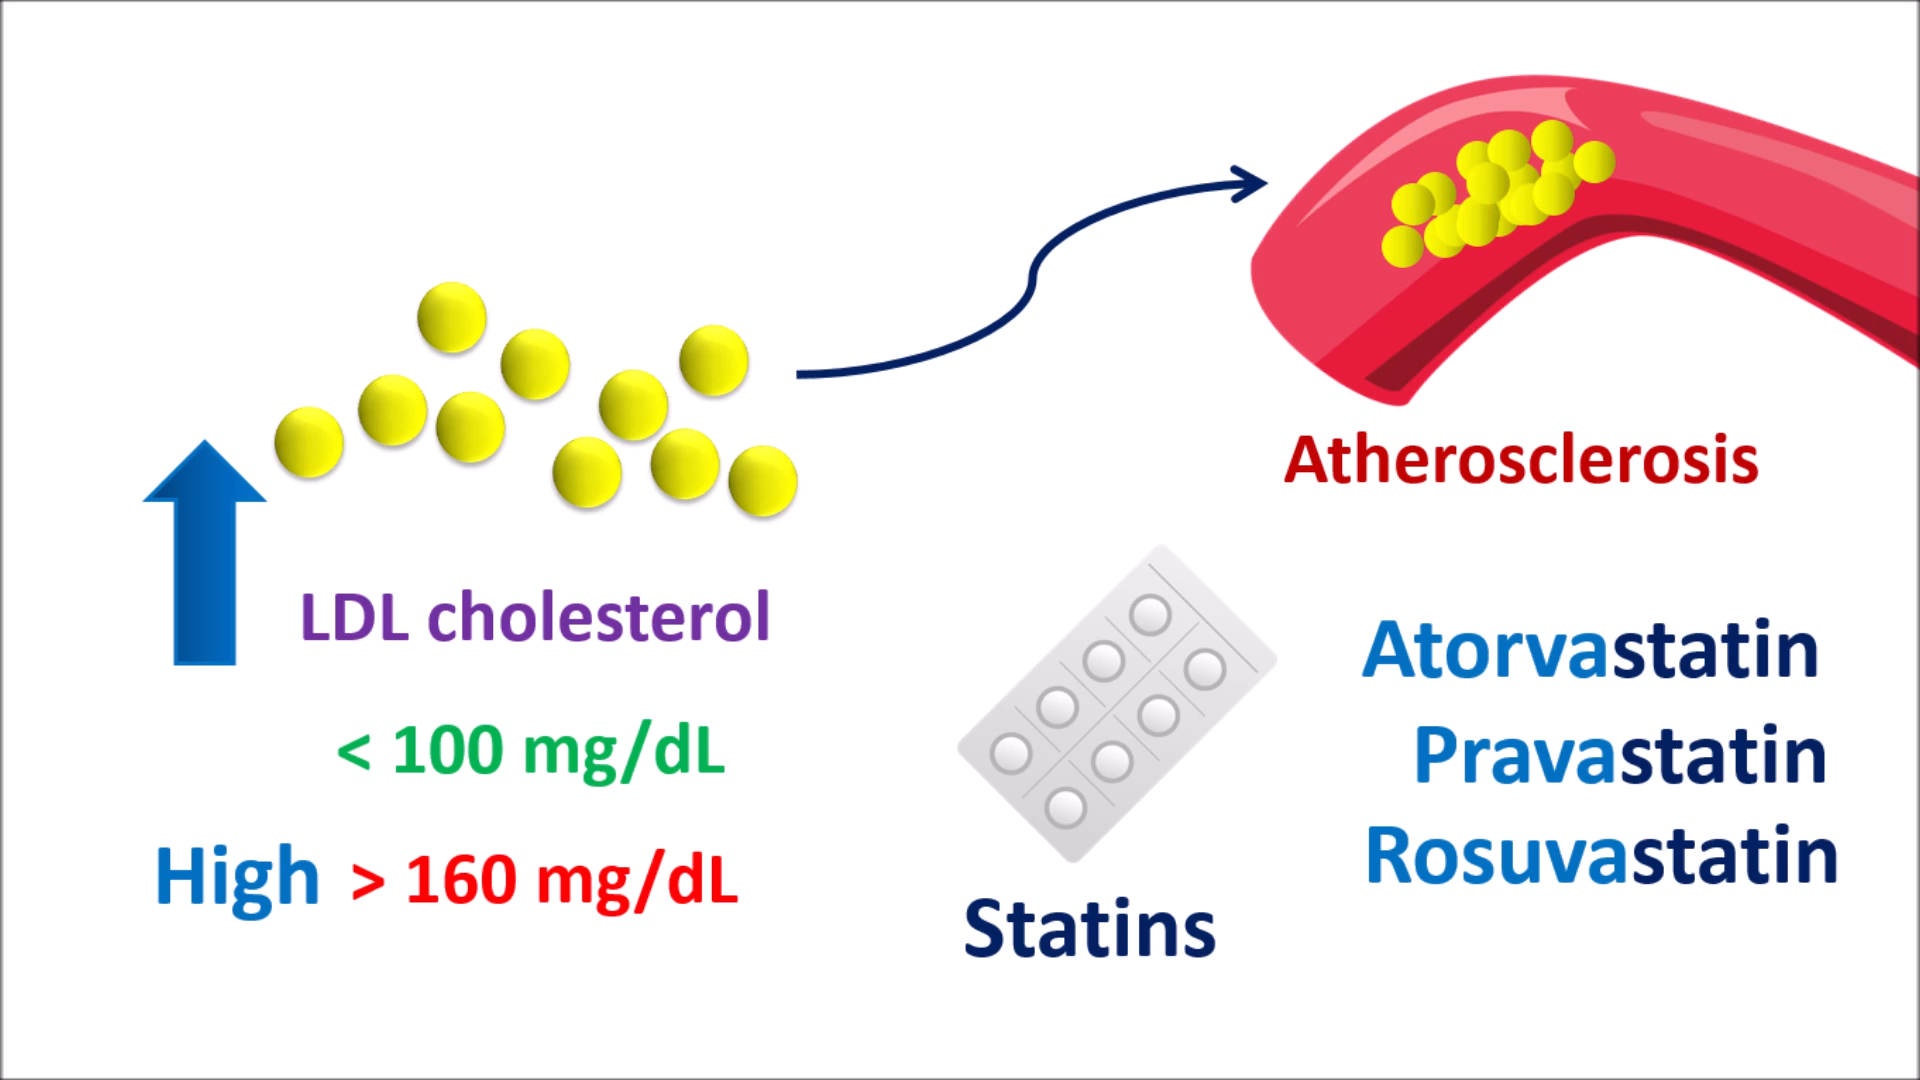 LDL cholesterol
< 100 mg/dL
High > 160 mg/dL
Atherosclerosis
Statins
Atorvastatin
Pravastatin
Rosuvastatin